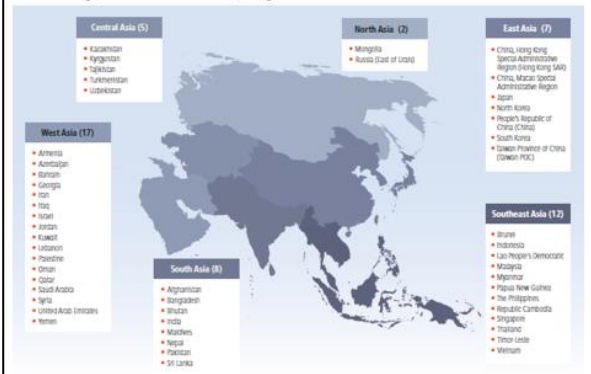 Central Asia (5)
Kazakhstan
Kyrgyzstan
Tajikistan
Turkmenistan
Uzbekistan
North Asia (2)
Mongolia
Russia (East of Urals)
East Asia (7)
China, Hong Kong
Special Administrative
Region (Hong Kong SAR)
China, Macao Special
Administrative Region
Japan
North Korea
People's Republic of
China (China)
South Korea
Taiwan Province of China
(Taiwan POC)
West Asia (17)
Armenia
Azerbaijan
Bahrain
Georgia
Iran
Iraq
Israel
Jordan
Kuwait
Lebanon
Palestine
Oman
Qatar
Saudi Arabia
Syria
United Arab Emirates
Yemen
South Asia (8)
Afghanistan
Bangladesh
Bhutan
India
Maldives
Nepal
Pakistan
Sri Lanka
Southeast Asia (12)
Brunei
Indonesia
Lao People's Democratic
Malaysia
Myanmar
Papua New Guinea
The Philippines
Republic Cambodia
Singapore
Thailand
Timor-Leste
Vietnam